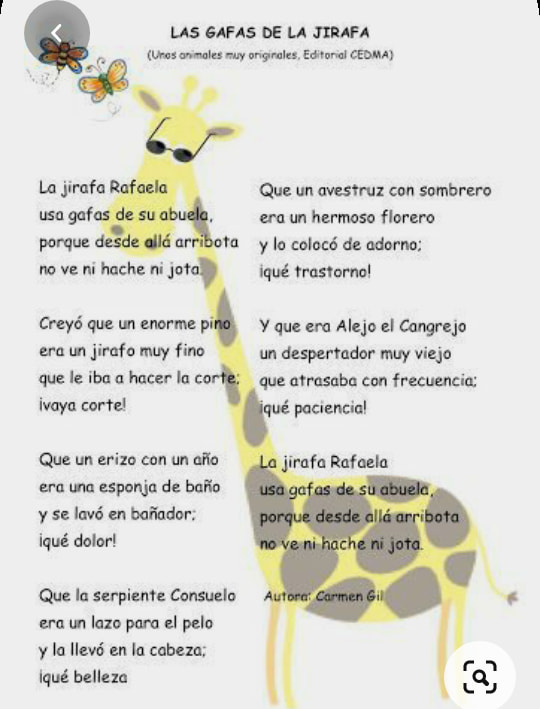 LAS GAFAS DE LA JIRAFA
(Unos animales muy originales, Editorial CEDMA)
La jirafa Rafaela
usa gafas de su abuela,
porque desde allá arribota
no ve ni hache ni jota.
Creyó que un enorme pino
era un jirafo muy fino
que le iba a hacer la corte;
¡vaya corte!
Que un erizo con un año
era una esponja de baño
y se lavó en bañador;
¡qué dolor!
Que la serpiente Consuelo
era un lazo para el pelo
y la llevó en la cabeza;
¡qué belleza
Que un avestruz con sombrero
era un hermoso florero
y lo colocó de adorno;
¡qué trastorno!
Y que era Alejo el Cangrejo
un despertador muy viejo
que atrasaba con frecuencia;
¡qué paciencia!
La jirafa Rafaela
usa gafas de su abuela,
porque desde allá arribota
no ve ni hache ni jota.
Autora: Carmen Gil